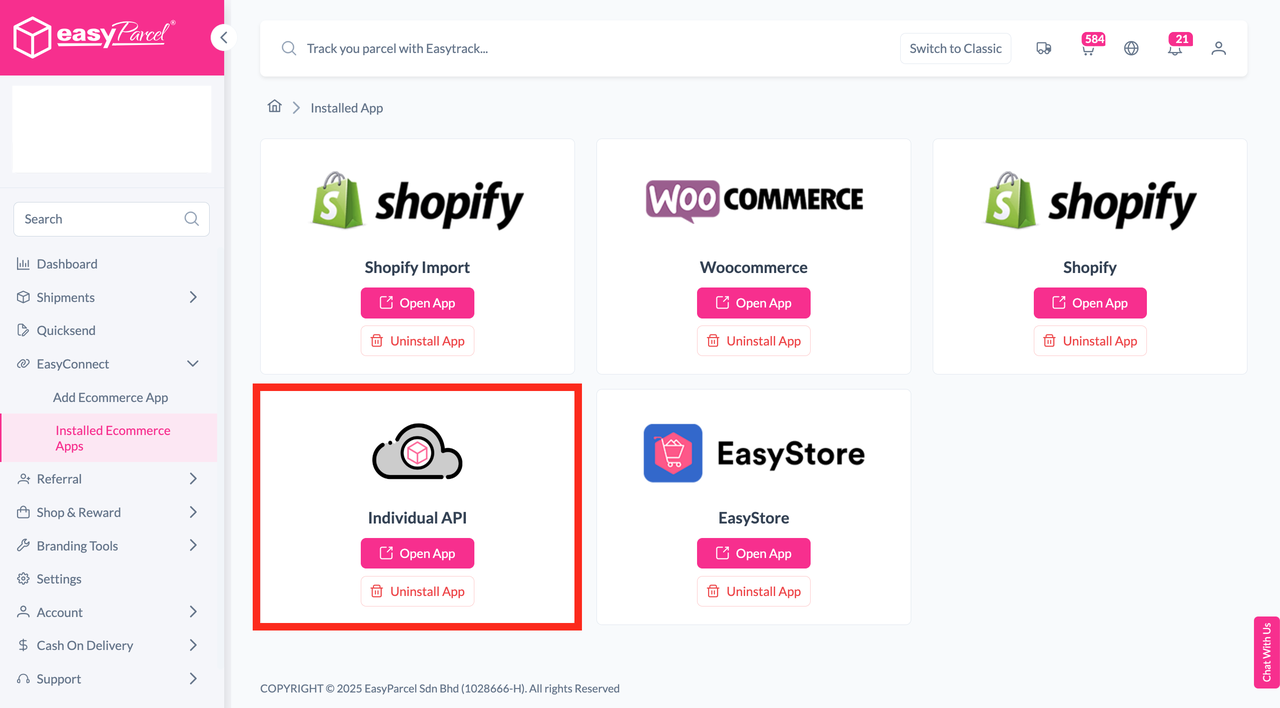 easyParcel®
Track you parcel with Easytrack...
Switch to Classic
584
21
Installed App
Search
Dashboard
Shipments
Quicksend
EasyConnect
Add Ecommerce App
Installed Ecommerce
Apps
Referral
Shop & Reward
Branding Tools
Settings
Account
Cash On Delivery
Support
S shopify
WOO COMMERCE
S shopify
Shopify Import
Woocommerce
Shopify
Open App
Open App
Open App
Uninstall App
Uninstall App
Uninstall App
EasyStore
Individual API
EasyStore
Open App
Open App
Uninstall App
Uninstall App
Chat With Us
COPYRIGHT © 2025 EasyParcel Sdn Bhd (1028666-H). All rights Reserved